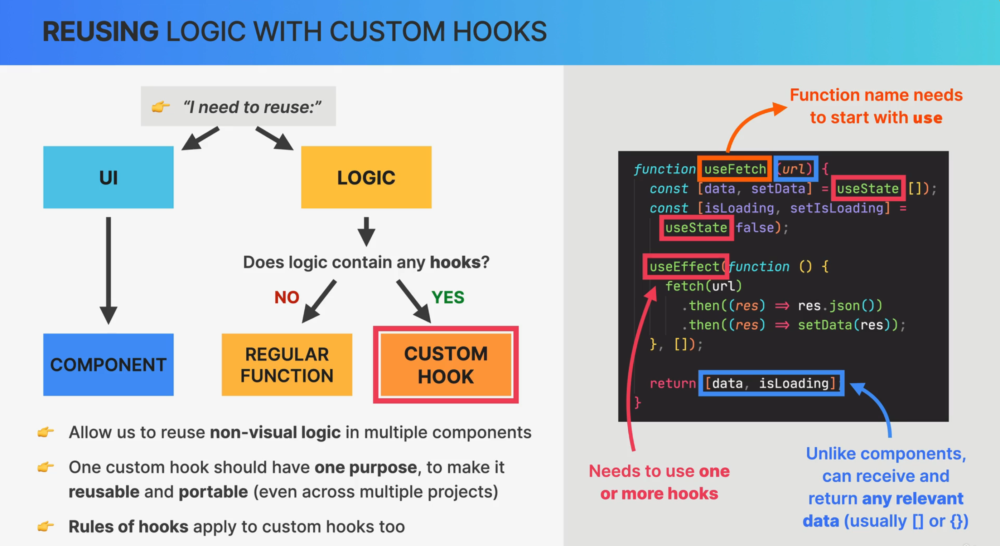 REUSING LOGIC WITH CUSTOM HOOKS
👉 “I need to reuse:”
UI
LOGIC
Does logic contain any hooks?
NO
YES
COMPONENT
REGULAR
FUNCTION
CUSTOM
HOOK
👉 Allow us to reuse non-visual logic in multiple components
👉 One custom hook should have one purpose, to make it
reusable and portable (even across multiple projects)
👉 Rules of hooks apply to custom hooks too
Function name needs
to start with use
function useFetch (url) {
const [data, setData] = useState []);
const [isLoading, setIsLoading] =
useState false);
useEffect(function () {
fetch(url)
.then((res) ⇒ res.json())
.then((res) ⇒ setData(res));
}, []);
return [data, isLoading];
}
Needs to use one
or more hooks
Unlike components,
can receive and
return any relevant
data (usually [] or {})